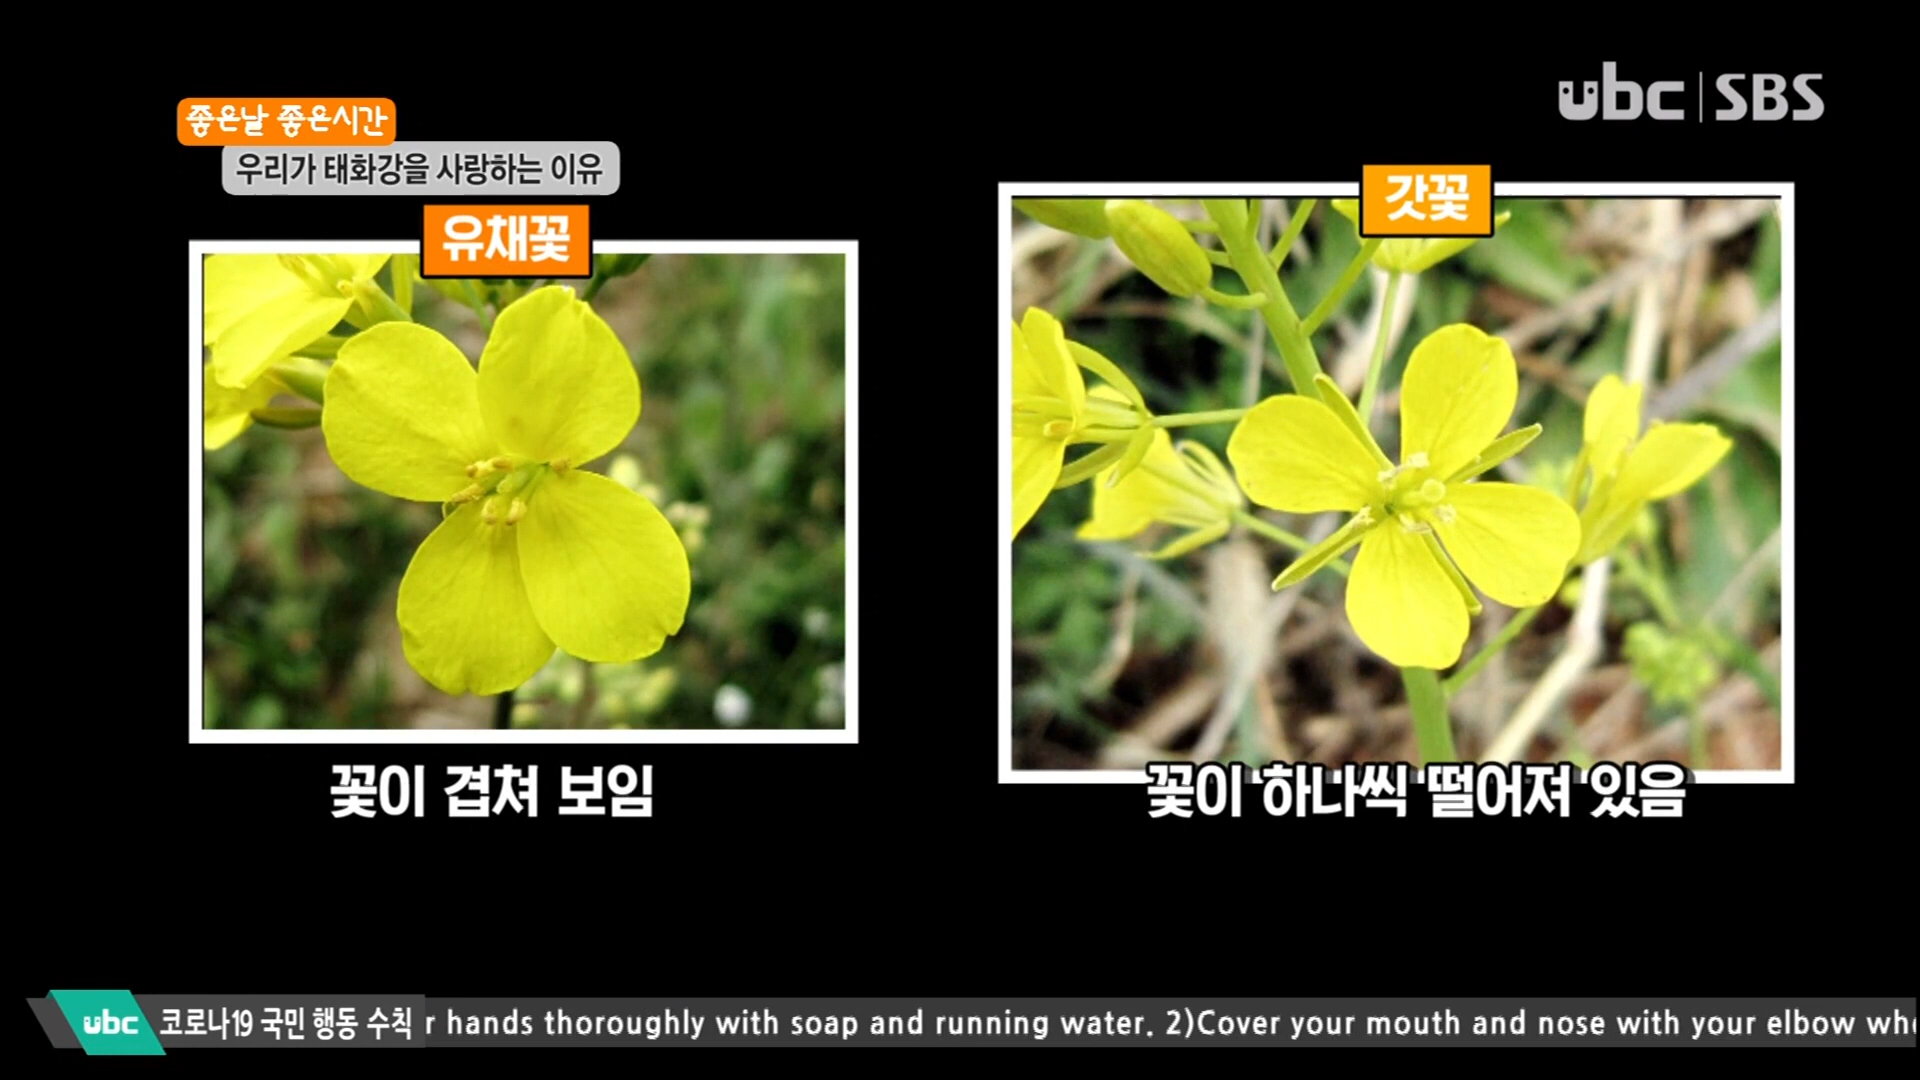 ubc SBS
좋은날 좋은시간
우리가 태화강을 사랑하는 이유
유채꽃
갓꽃
꽃이 겹쳐 보임
꽃이 하나씩 떨어져 있음
ubc 코로나19 국민 행동 수칙 r hands thoroughly with soap and running water. 2)Cover your mouth and nose with your elbow whe